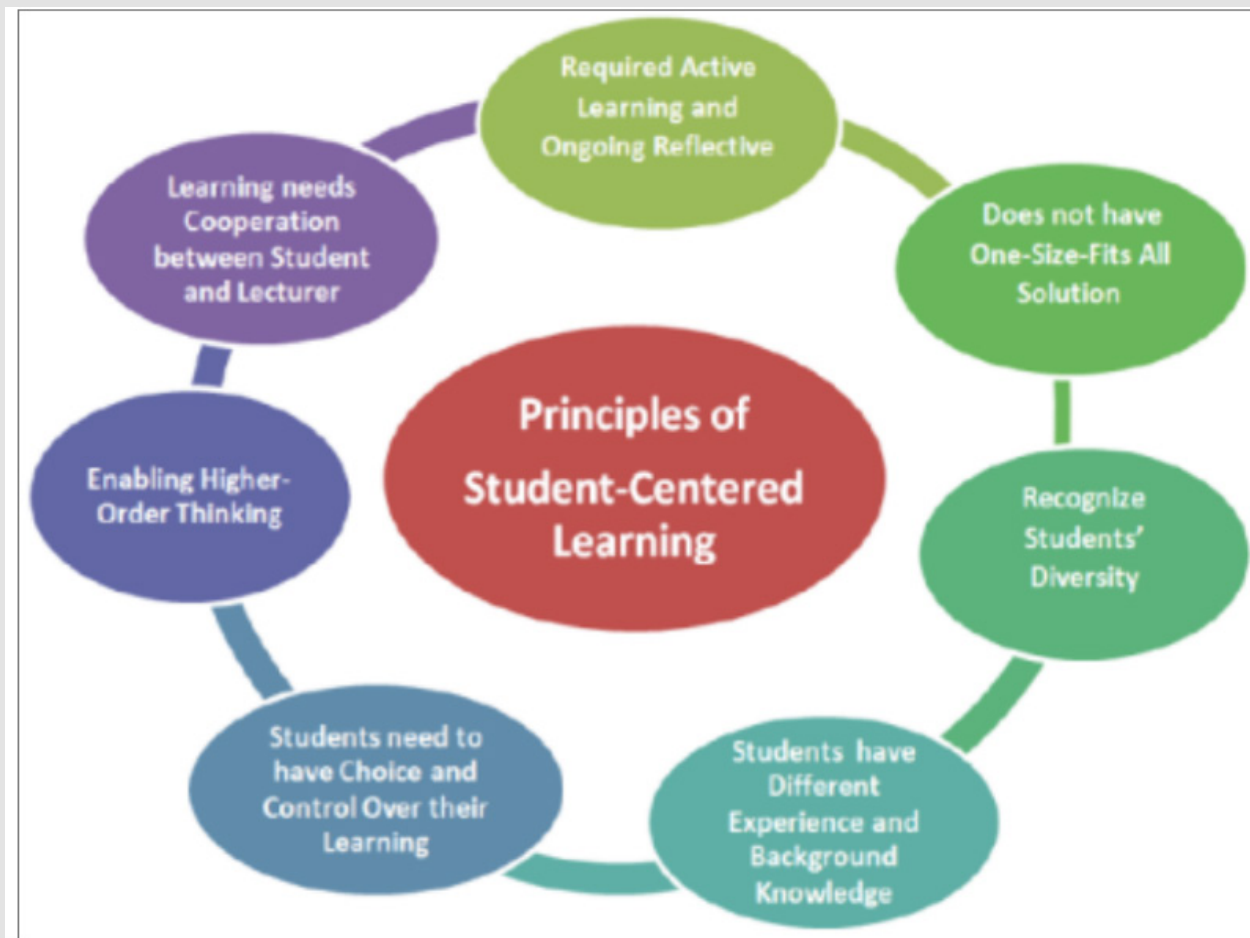 Required Active
Learning and
Ongoing Reflective
Does not have
One-Size-Fits All
Solution
Recognize
Students'
Diversity
Students have
Different
Experience and
Background
Knowledge
Students need to
have Choice and
Control Over their
Learning
Enabling Higher-
Order Thinking
Learning needs
Cooperation
between Student
and Lecturer
Principles of
Student-Centered
Learning